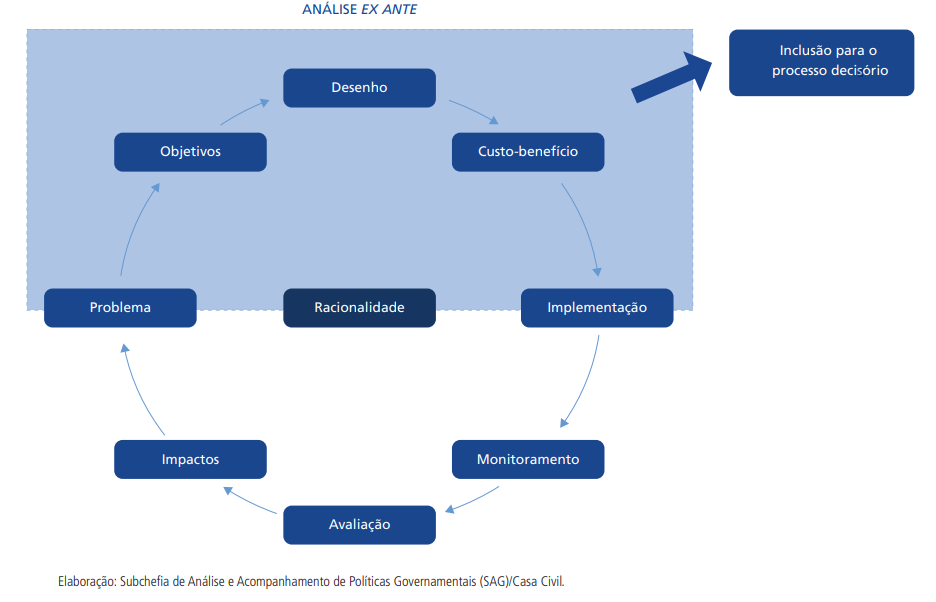 ANÁLISE EX ANTE
Inclusão para o
processo decisório
Desenho
Objetivos
Custo-benefício
Problema
Racionalidade
Implementação
Impactos
Monitoramento
Avaliação
Elaboração: Subchefia de Análise e Acompanhamento de Políticas Governamentais (SAG)/Casa Civil.